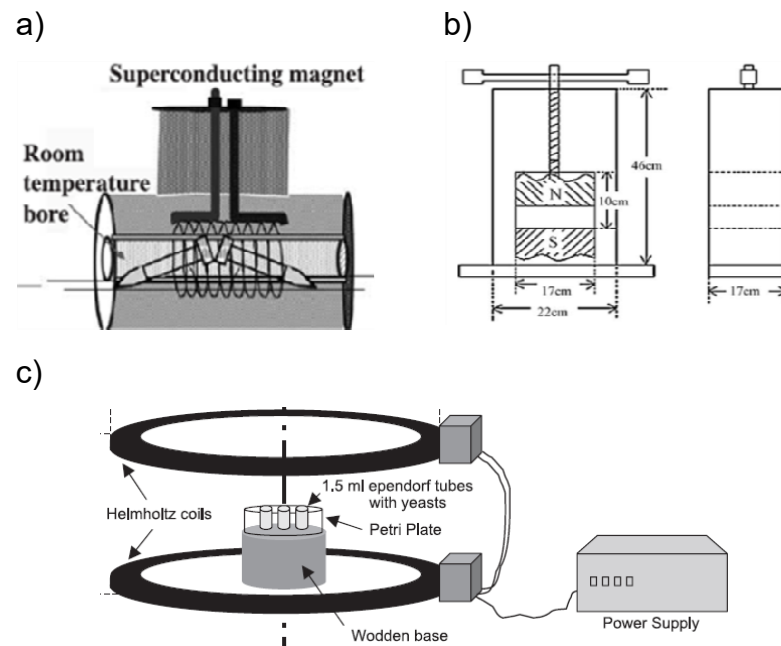 a)
Superconducting magnet
Room
temperature
bore
b)
N
S
46cm
10cm
17cm
22cm
17cm
c)
1.5 ml ependorf tubes
with yeasts
Helmholtz coils
Petri Plate
Wodden base
Power Supply